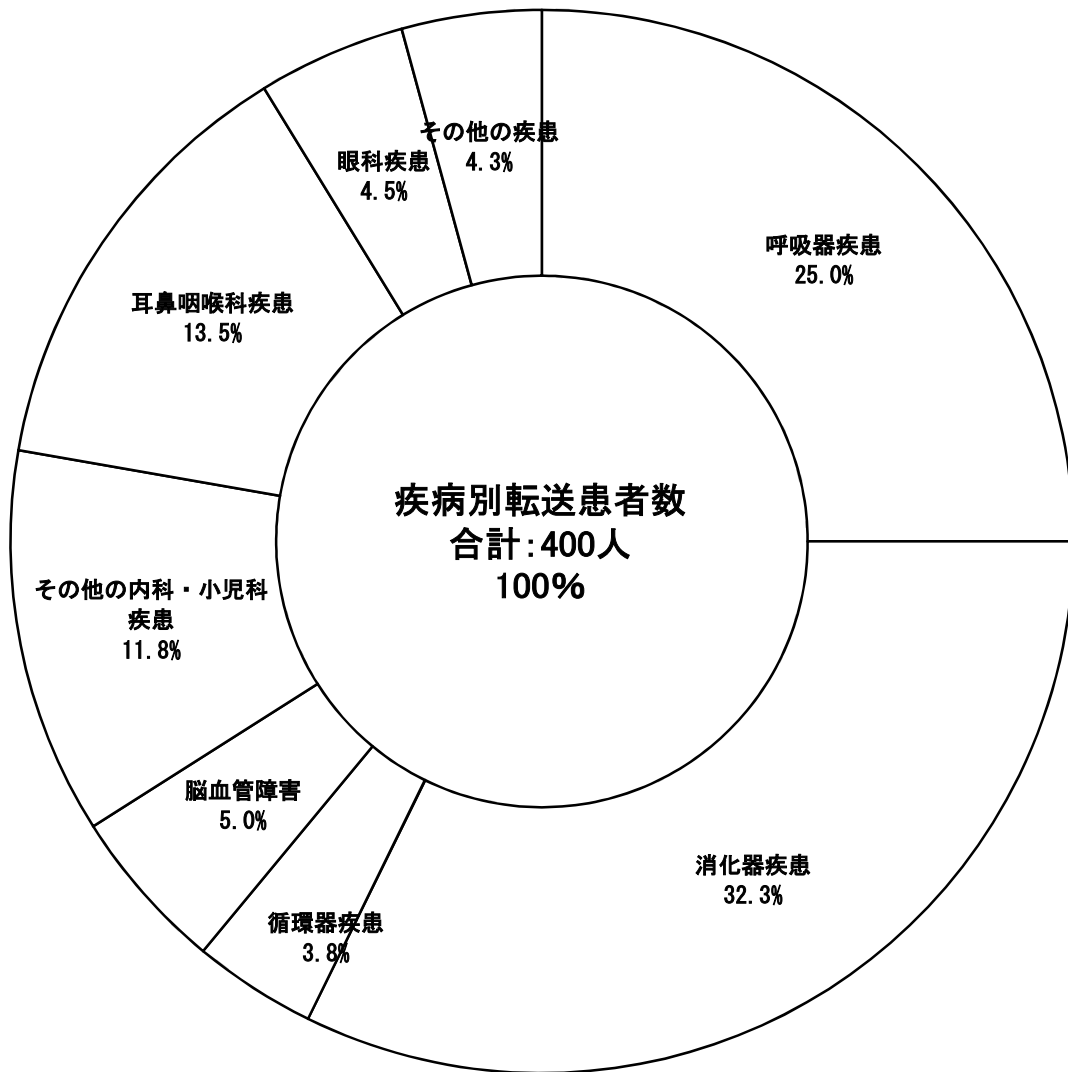 その他の疾患
4.3%
眼科疾患
4.5%
呼吸器疾患
25.0%
耳鼻咽喉科疾患
13.5%
疾病別転送患者数
合計:400人
100%
その他の内科・小児科
疾患
11.8%
脳血管障害
5.0%
消化器疾患
32.3%
循環器疾患
3.8%